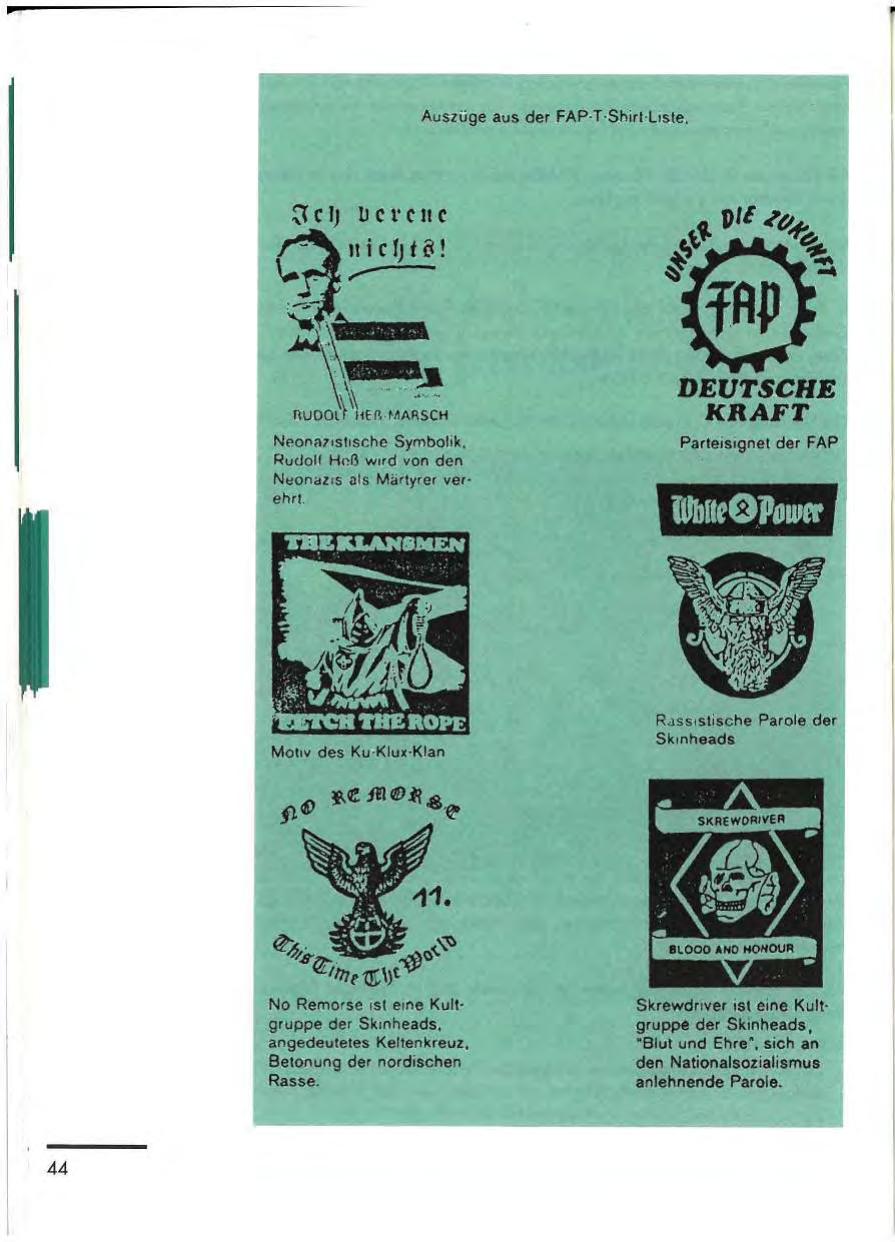 Auszüge aus der FAP-T-Shirt-Liste,
Ich bereue
nichts!
RUDOLF HEß-MARSCH
Neonazistische Symbolik,
Rudolf Heß wird von den
Neonazis als Märtyrer ver-
ehrt.
THE KLANSMEN
FETCH THE ROPE
Motiv des Ku-Klux-Klan
NO REMORSE
11.
This Time The World
No Remorse ist eine Kult-
gruppe der Skinheads,
angedeutetes Keltenkreuz,
Betonung der nordischen
Rasse.
UNSER DIE ZUKUNFT
FAP
DEUTSCHE
KRAFT
Parteisignet der FAP
White Power
Rassistische Parole der
Skinheads
SKREWDRIVER
BLOOD AND HONOUR
Skrewdriver ist eine Kult-
gruppe der Skinheads,
"Blut und Ehre", sich an
den Nationalsozialismus
anlehnende Parole.
44